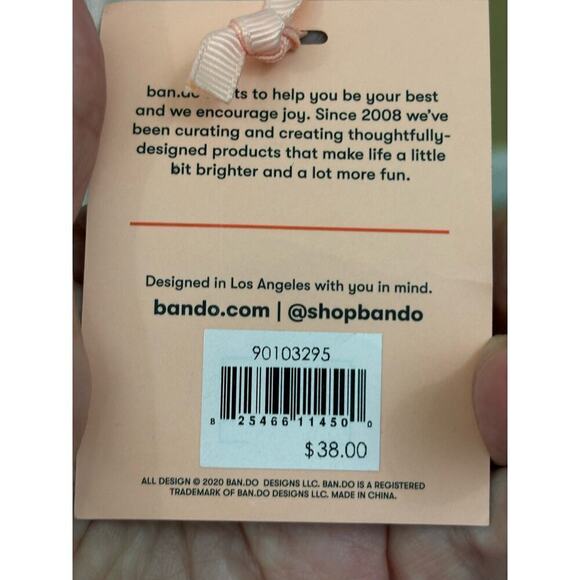 ban.do ts to help you be your best
and we encourage joy. Since 2008 we've
been curating and creating thoughtfully-
designed products that make life a little
bit brighter and a lot more fun.
Designed in Los Angeles with you in mind.
bando.com | @shopbando
90103295
8 25466 11450 0
$38.00
ALL DESIGN © 2020 BAN.DO DESIGNS LLC. BAN.DO IS A REGISTERED
TRADEMARK OF BAN.DO DESIGNS LLC. MADE IN CHINA.